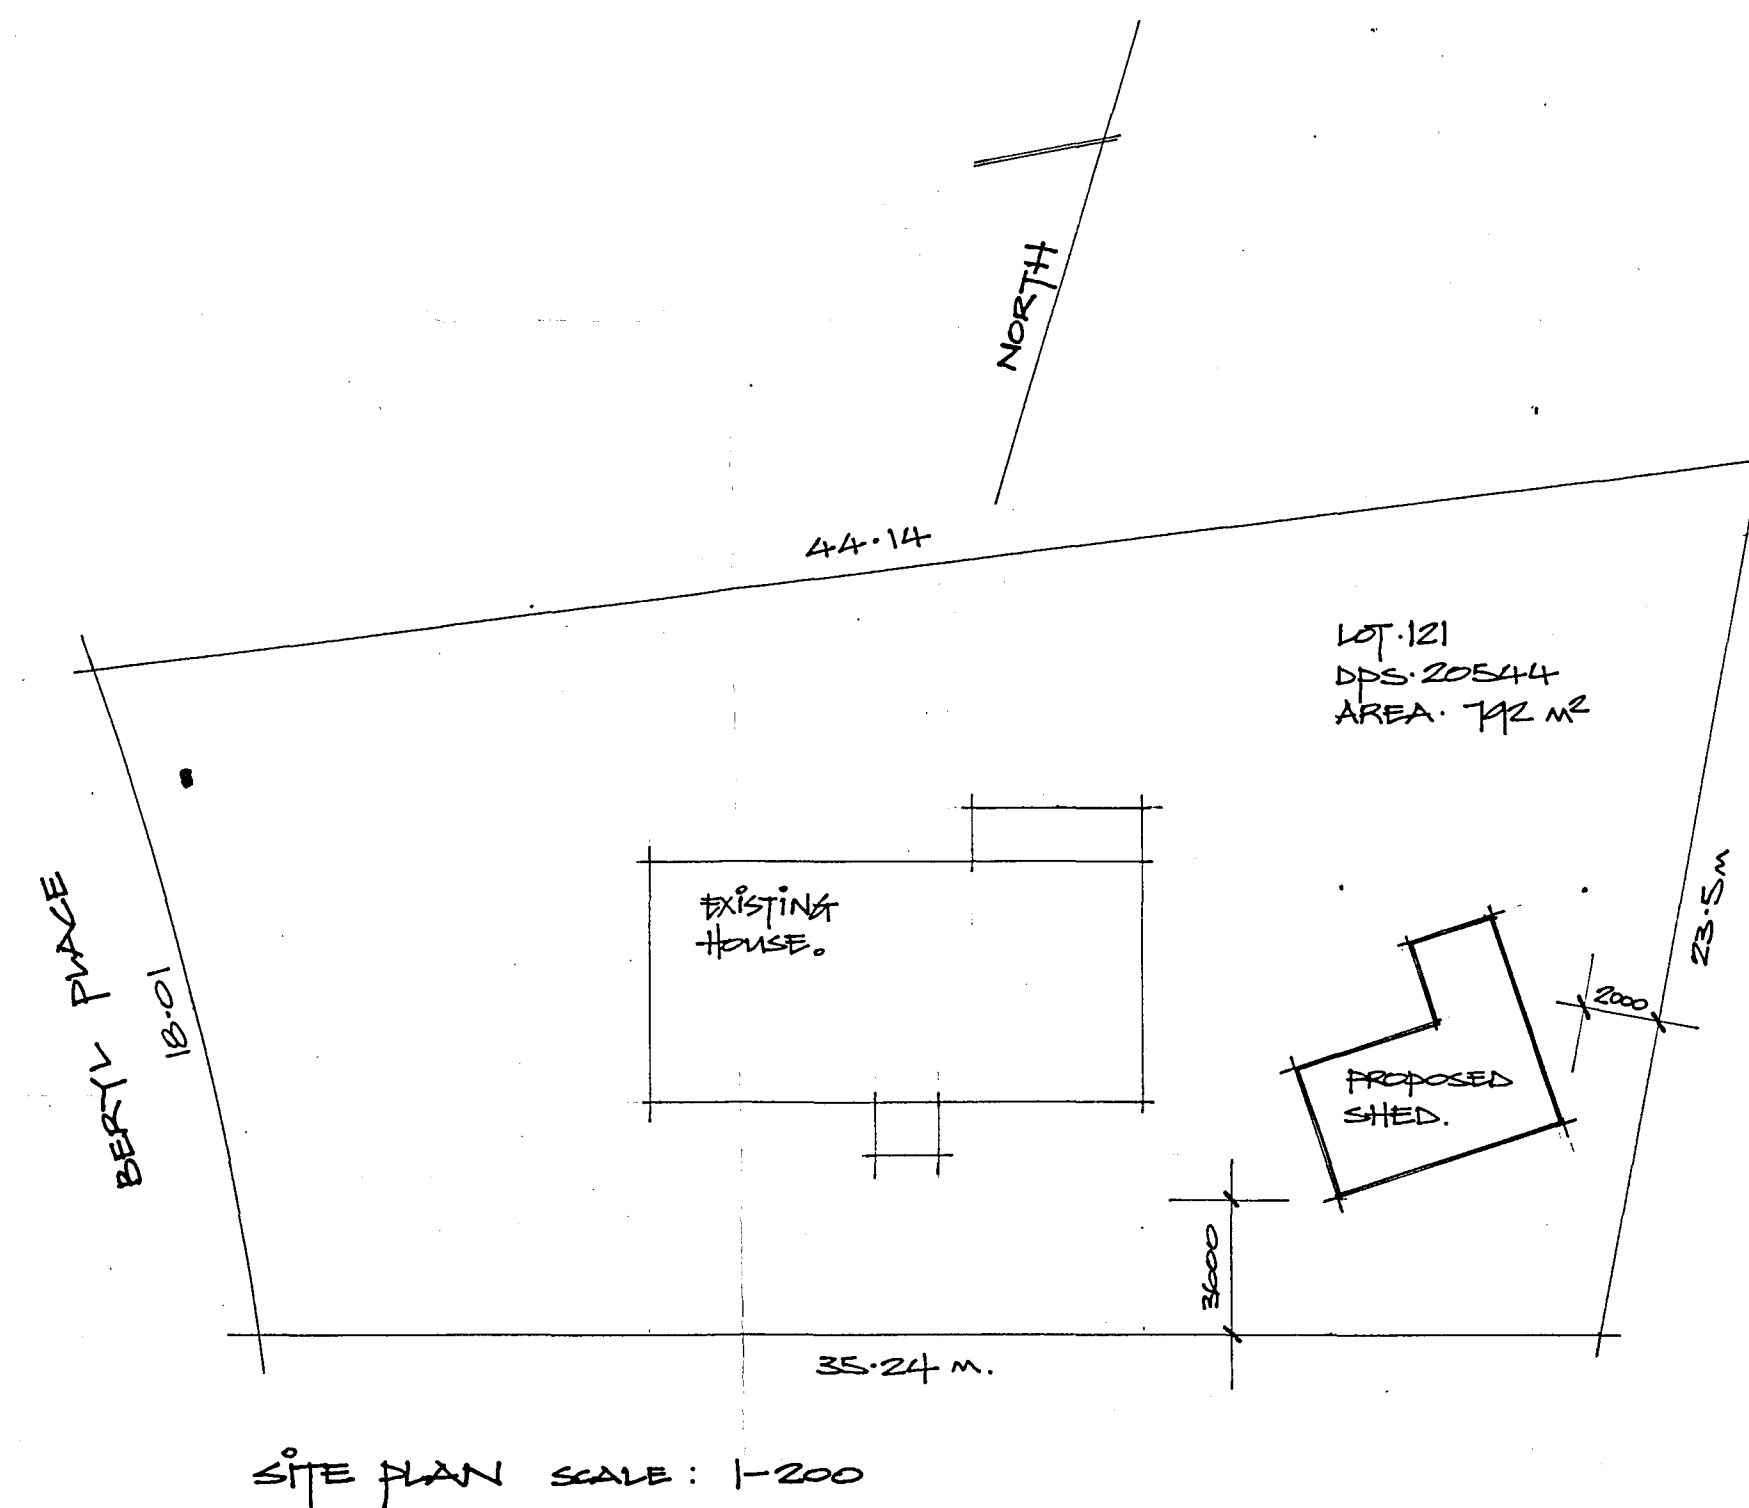 NORTH
44.14
LOT.121
DPS.20544
AREA. 792 M²
BERYL PLACE
18.01
EXISTING
HOUSE.
23.5M
2000
PROPOSED
SHED.
3600
35.24 M.
SITE PLAN SCALE: 1-200